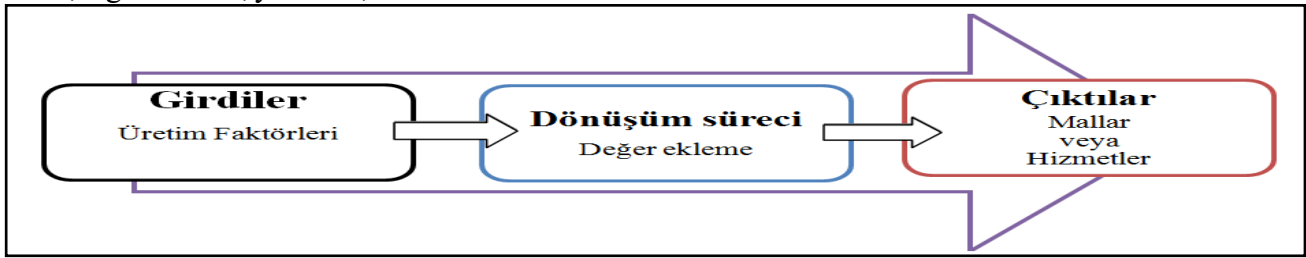 Girdiler
Üretim Faktörleri
Dönüşüm süreci
Değer ekleme
Çıktılar
Mallar
veya
Hizmetler